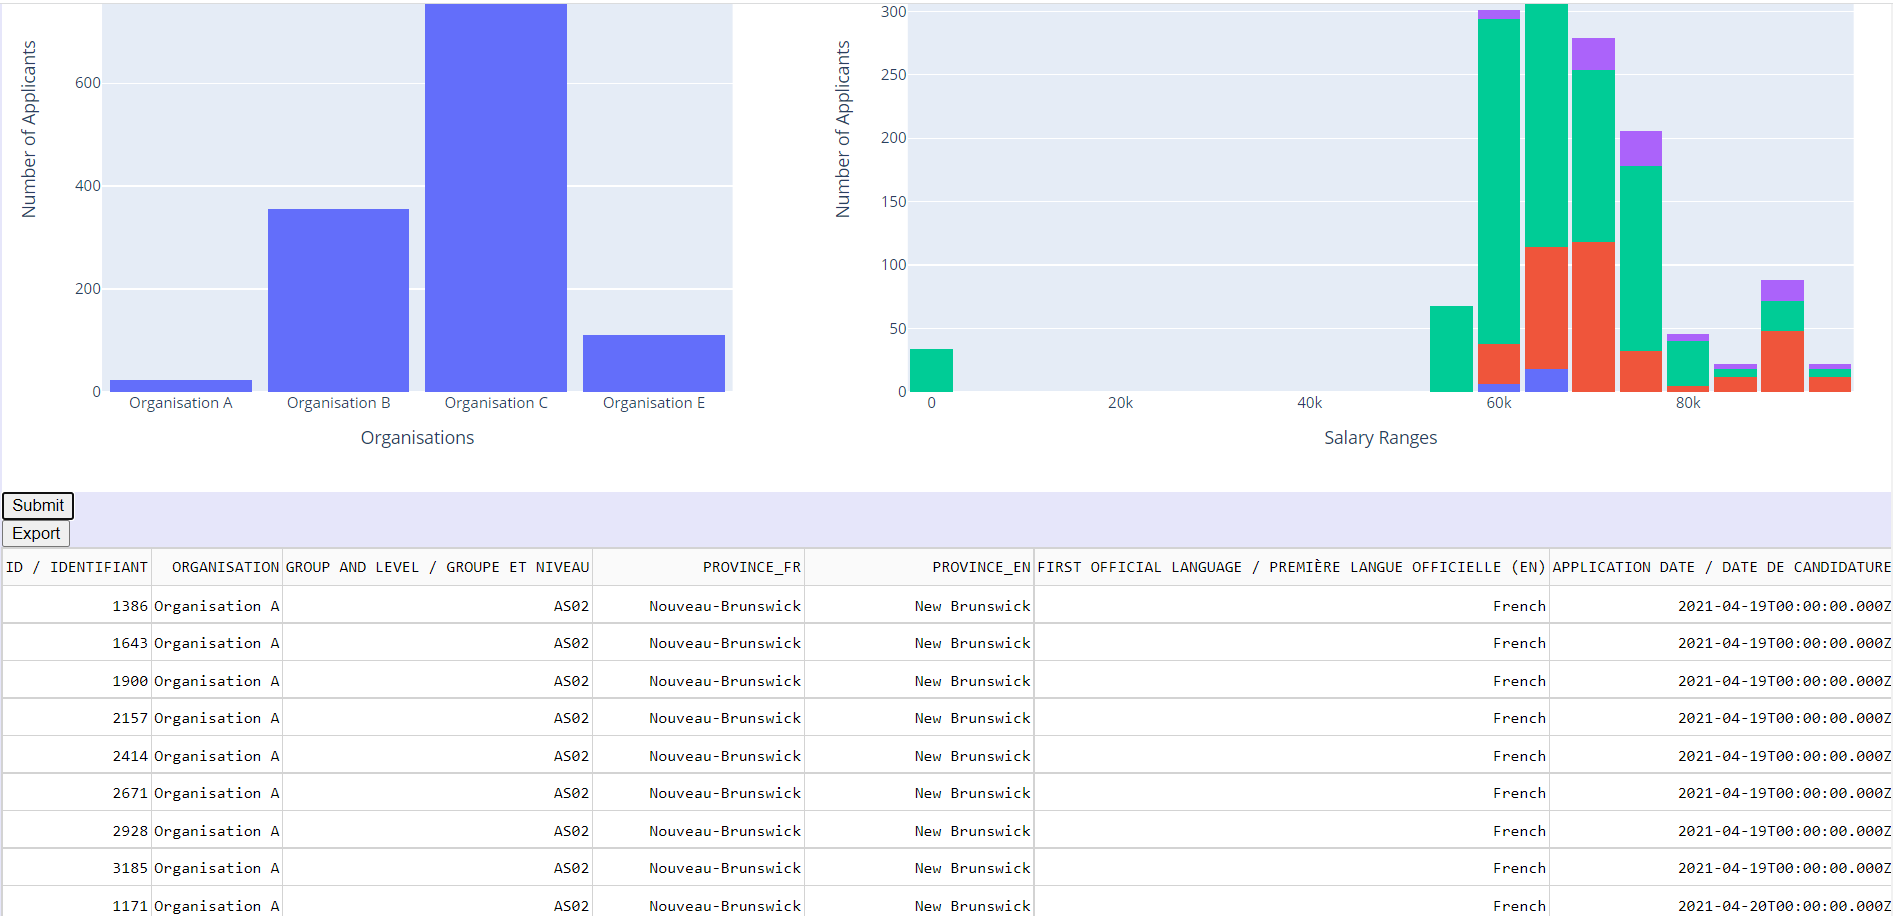 Number of Applicants
600
400
200
0
Organisation A Organisation B Organisation C Organisation E
Organisations
Number of Applicants
300
250
200
150
100
50
0
0 20k 40k 60k 80k
Salary Ranges
Submit
Export
ID / IDENTIFIANT ORGANISATION GROUP AND LEVEL / GROUPE ET NIVEAU PROVINCE_FR PROVINCE_EN FIRST OFFICIAL LANGUAGE / PREMIÈRE LANGUE OFFICIELLE (EN) APPLICATION DATE / DATE DE CANDIDATURE
1386 Organisation A AS02 Nouveau-Brunswick New Brunswick French 2021-04-19T00:00:00.000Z
1643 Organisation A AS02 Nouveau-Brunswick New Brunswick French 2021-04-19T00:00:00.000Z
1900 Organisation A AS02 Nouveau-Brunswick New Brunswick French 2021-04-19T00:00:00.000Z
2157 Organisation A AS02 Nouveau-Brunswick New Brunswick French 2021-04-19T00:00:00.000Z
2414 Organisation A AS02 Nouveau-Brunswick New Brunswick French 2021-04-19T00:00:00.000Z
2671 Organisation A AS02 Nouveau-Brunswick New Brunswick French 2021-04-19T00:00:00.000Z
2928 Organisation A AS02 Nouveau-Brunswick New Brunswick French 2021-04-19T00:00:00.000Z
3185 Organisation A AS02 Nouveau-Brunswick New Brunswick French 2021-04-19T00:00:00.000Z
1171 Organisation A AS02 Nouveau-Brunswick New Brunswick French 2021-04-20T00:00:00.000Z